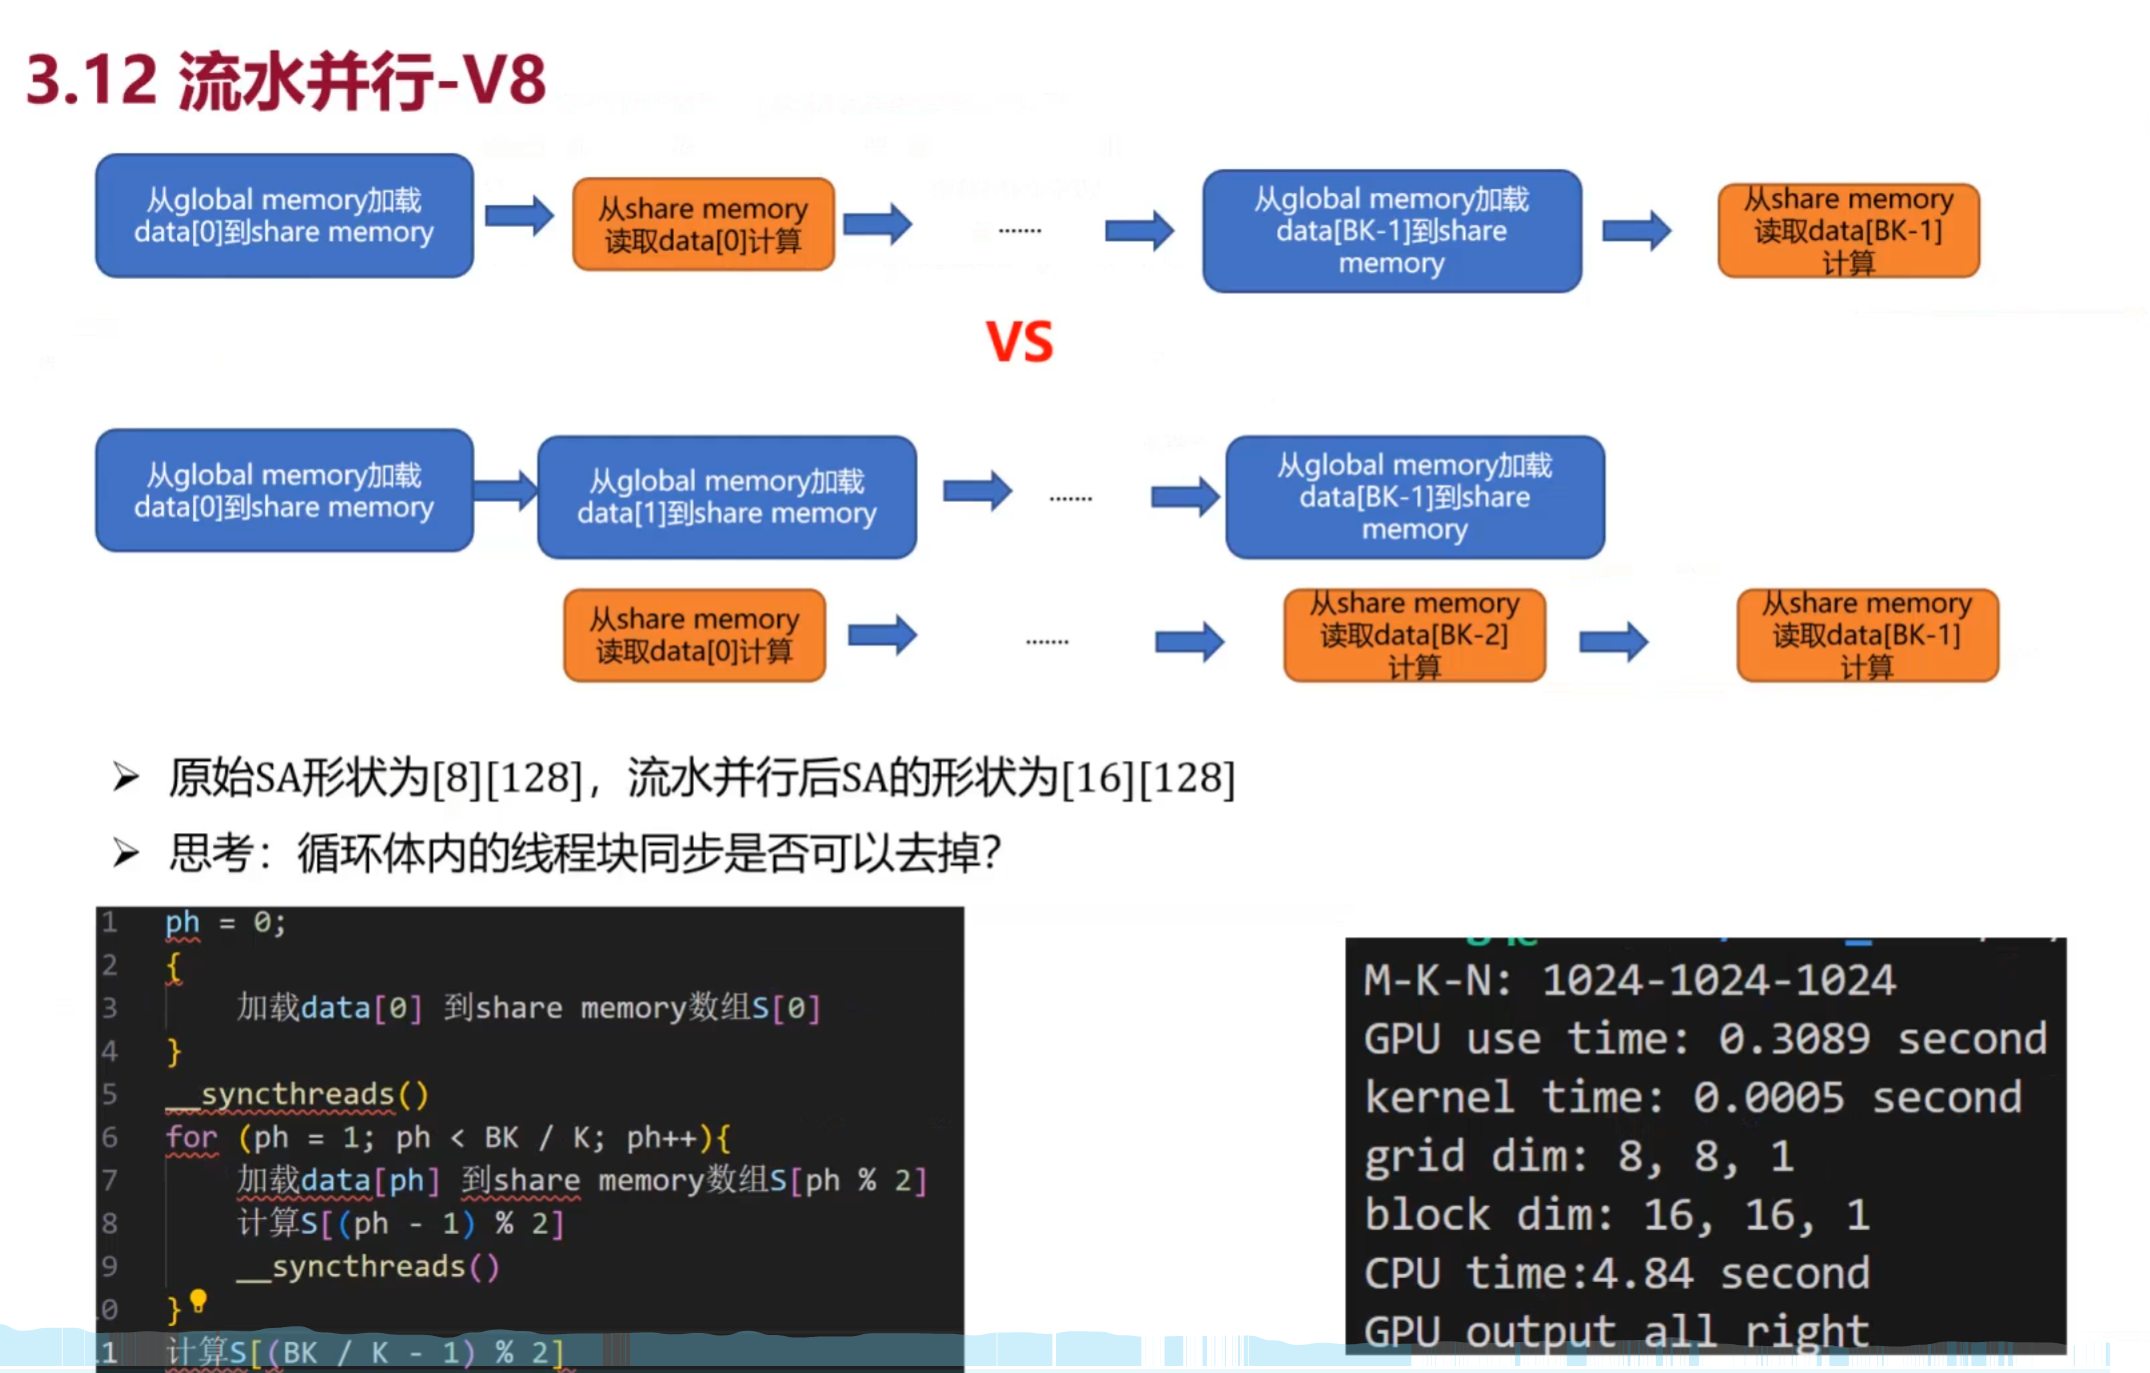 3.12 流水并行-V8
从global memory加载
data[0]到share memory
从share memory
读取data[0]计算
.......
从global memory加载
data[BK-1]到share
memory
从share memory
读取data[BK-1]
计算
VS
从global memory加载
data[0]到share memory
从global memory加载
data[1]到share memory
.......
从global memory加载
data[BK-1]到share
memory
从share memory
读取data[0]计算
.......
从share memory
读取data[BK-2]
计算
从share memory
读取data[BK-1]
计算
➢ 原始SA形状为[8][128]，流水并行后SA的形状为[16][128]
➢ 思考：循环体内的线程块同步是否可以去掉？
1 ph = 0;
2 {
3 加载data[0] 到share memory数组S[0]
4 }
5 __syncthreads()
6 for (ph = 1; ph < BK / K; ph++){
7 加载data[ph] 到share memory数组S[ph % 2]
8 计算S[(ph - 1) % 2]
9 __syncthreads()
0 }
1 计算S[(BK / K - 1) % 2]
M-K-N: 1024-1024-1024
GPU use time: 0.3089 second
kernel time: 0.0005 second
grid dim: 8, 8, 1
block dim: 16, 16, 1
CPU time:4.84 second
GPU output all right